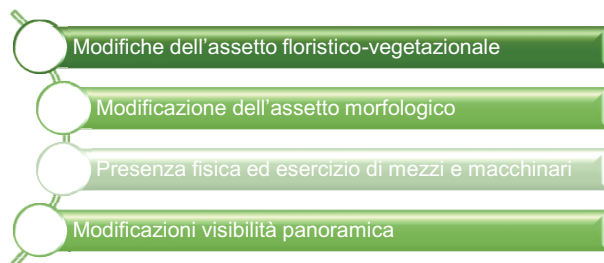 Modifiche dell'assetto floristico-vegetazionale
Modificazione dell'assetto morfologico
Presenza fisica ed esercizio di mezzi e macchinari
Modificazioni visibilità panoramica